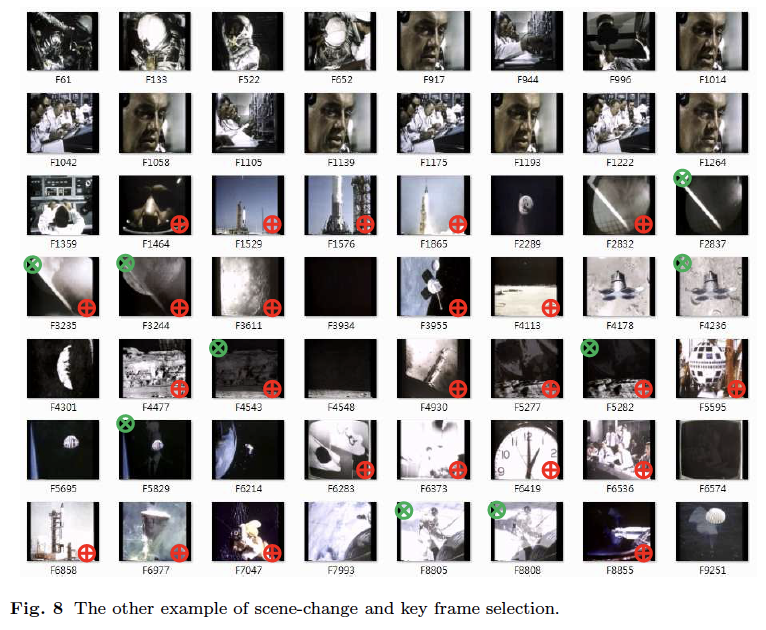 F61 F133 F522 F652 F917 F944 F996 F1014
F1042 F1058 F1105 F1139 F1175 F1193 F1222 F1264
F1359 F1464 F1529 F1576 F1865 F2289 F2832 F2837
F3235 F3244 F3611 F3934 F3955 F4113 F4178 F4236
F4301 F4477 F4543 F4548 F4930 F5277 F5282 F5595
F5695 F5829 F6214 F6283 F6373 F6419 F6536 F6574
F6858 F6977 F7047 F7993 F8805 F8808 F8855 F9251
Fig. 8 The other example of scene-change and key frame selection.